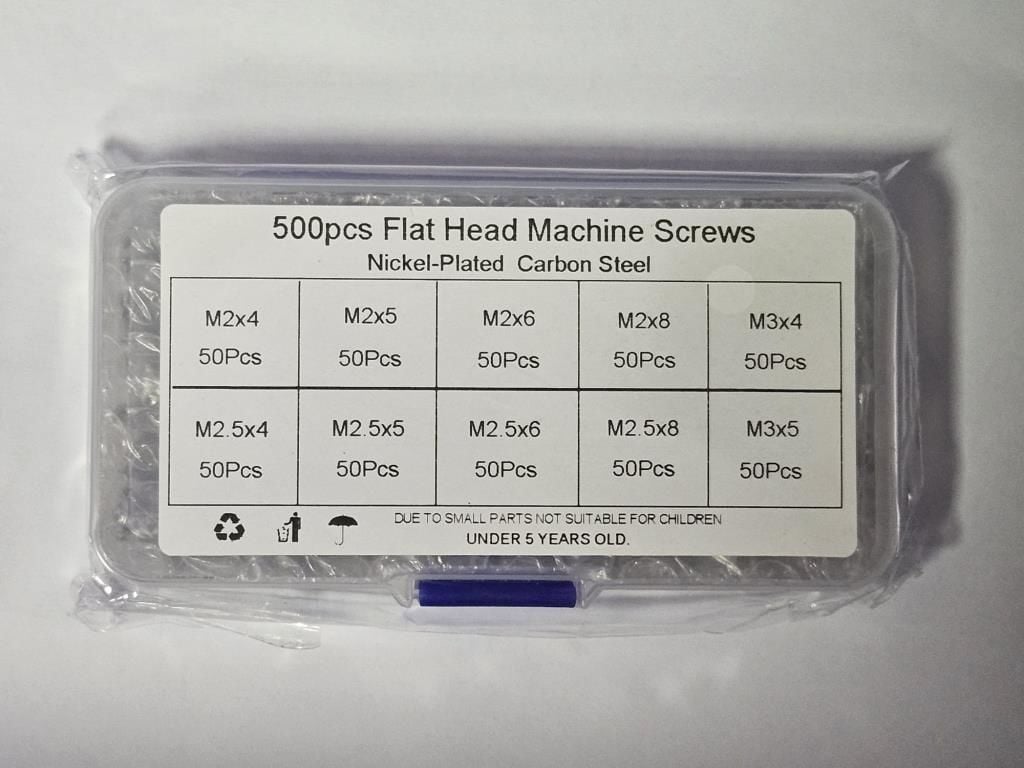 500pcs Flat Head Machine Screws
Nickel-Plated Carbon Steel
M2x4 M2x5 M2x6 M2x8 M3x4
50Pcs 50Pcs 50Pcs 50Pcs 50Pcs
M2.5x4 M2.5x5 M2.5x6 M2.5x8 M3x5
50Pcs 50Pcs 50Pcs 50Pcs 50Pcs
DUE TO SMALL PARTS NOT SUITABLE FOR CHILDREN
UNDER 5 YEARS OLD.